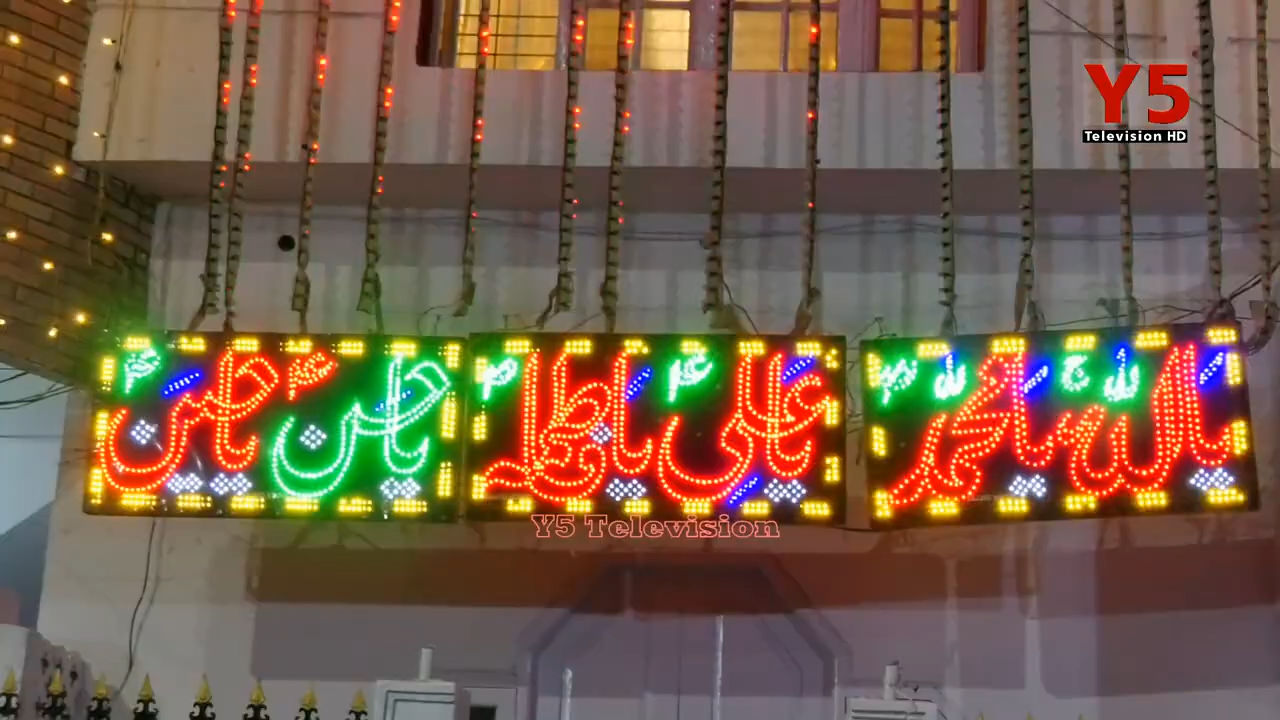 Y5
Television HD
یا اللہ یا محمد
یا علی یا فاطمہ
یا حسن یا حسین
Y5 Television